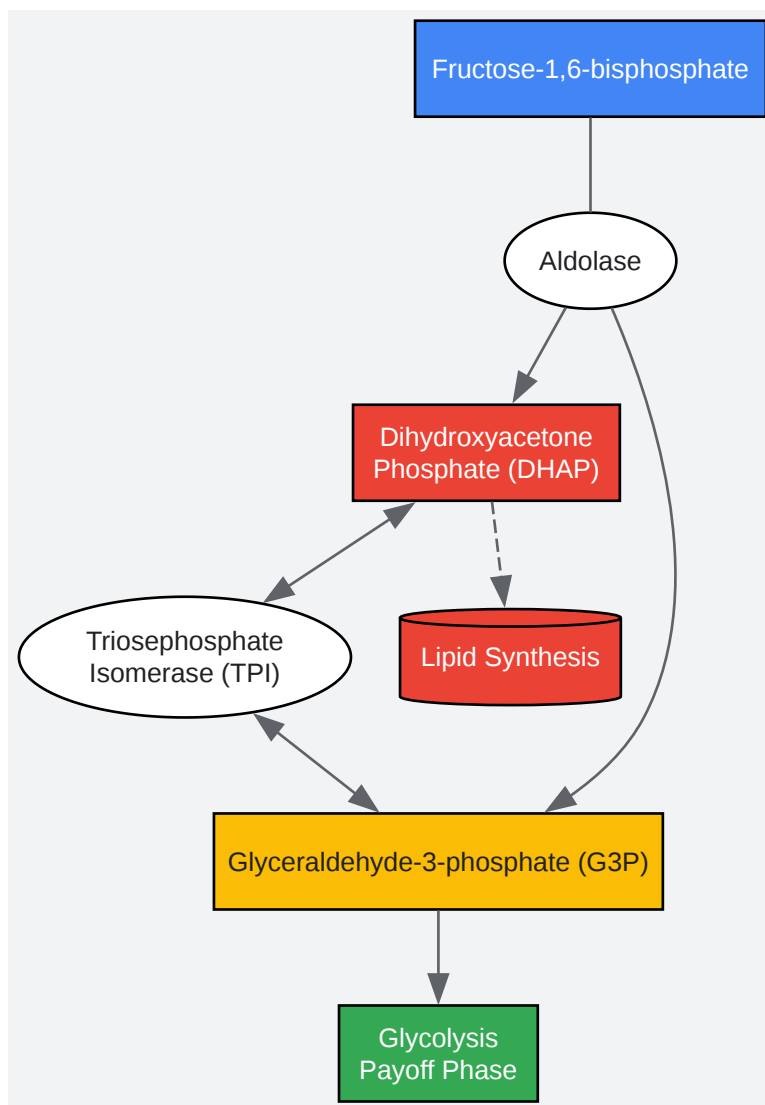 Fructose-1,6-bisphosphate
Aldolase
Dihydroxyacetone
Phosphate (DHAP)
Triosephosphate
Isomerase (TPI)
Lipid Synthesis
Glyceraldehyde-3-phosphate (G3P)
Glycolysis
Payoff Phase